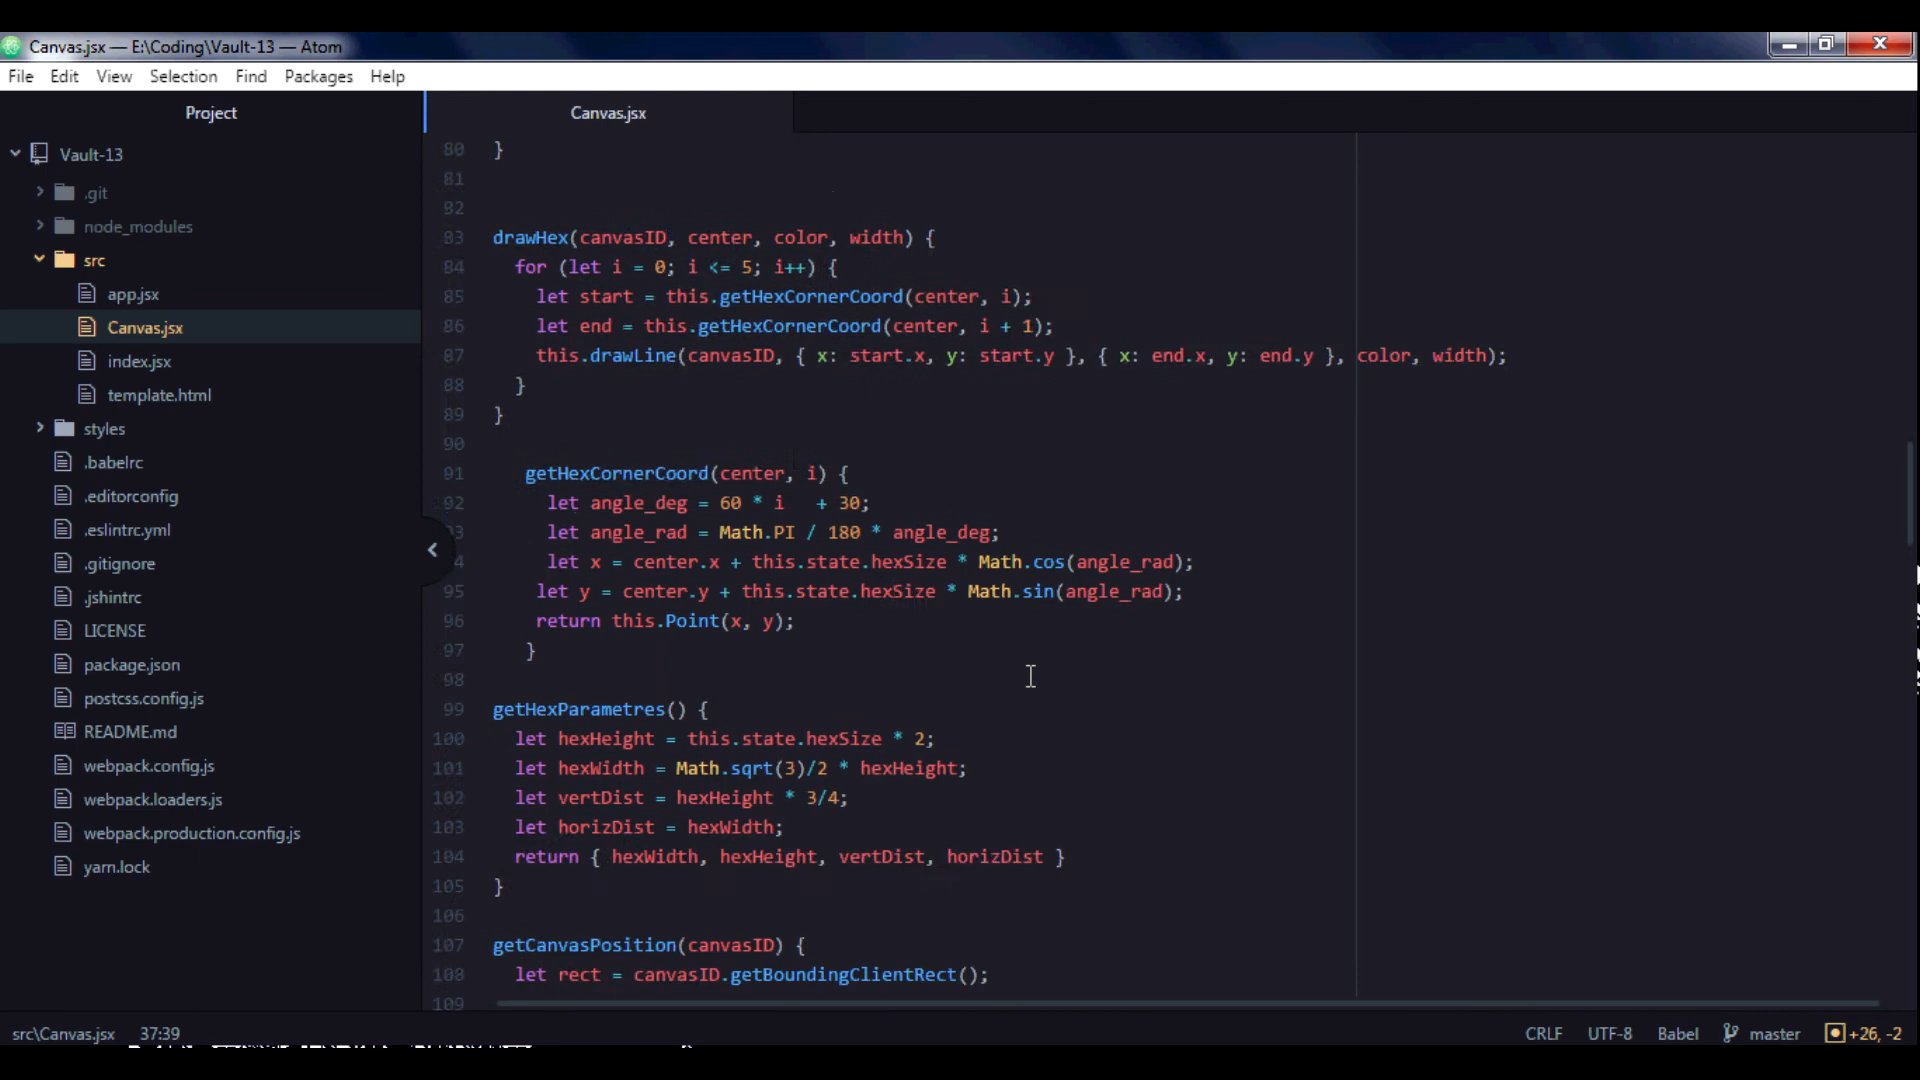 Canvas.jsx — E:\Coding\Vault-13 — Atom
File Edit View Selection Find Packages Help
Project
Canvas.jsx
Vault-13
.git
node_modules
src
app.jsx
Canvas.jsx
index.jsx
template.html
styles
.babelrc
.editorconfig
.eslintrc.yml
.gitignore
.jshintrc
LICENSE
package.json
postcss.config.js
README.md
webpack.config.js
webpack.loaders.js
webpack.production.config.js
yarn.lock
80 }
81
82
83 drawHex(canvasID, center, color, width) {
84 for (let i = 0; i <= 5; i++) {
85 let start = this.getHexCornerCoord(center, i);
86 let end = this.getHexCornerCoord(center, i + 1);
87 this.drawLine(canvasID, { x: start.x, y: start.y }, { x: end.x, y: end.y }, color, width);
88 }
89 }
90
91 getHexCornerCoord(center, i) {
92 let angle_deg = 60 * i + 30;
3 let angle_rad = Math.PI / 180 * angle_deg;
4 let x = center.x + this.state.hexSize * Math.cos(angle_rad);
95 let y = center.y + this.state.hexSize * Math.sin(angle_rad);
96 return this.Point(x, y);
97 }
98
99 getHexParametres() {
100 let hexHeight = this.state.hexSize * 2;
101 let hexWidth = Math.sqrt(3)/2 * hexHeight;
102 let vertDist = hexHeight * 3/4;
103 let horizDist = hexWidth;
104 return { hexWidth, hexHeight, vertDist, horizDist }
105 }
106
107 getCanvasPosition(canvasID) {
108 let rect = canvasID.getBoundingClientRect();
109
src\Canvas.jsx 37:39
CRLF UTF-8 Babel master +26, -2